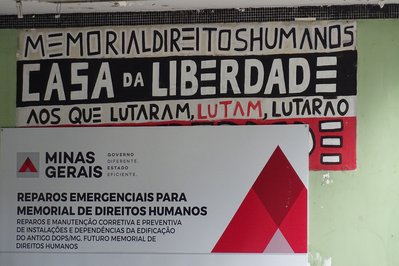 MEMORIALDIREITOSHUMANOS
CASA DA LIBERDADE
AOS QUE LUTARAM, LUTAM, LUTARÃO
MINAS
GERAIS
GOVERNO
DIFERENTE.
ESTADO
EFICIENTE.
REPAROS EMERGENCIAIS PARA
MEMORIAL DE DIREITOS HUMANOS
REPAROS E MANUTENÇÃO CORRETIVA E PREVENTIVA
DE INSTALAÇÕES E DEPENDÊNCIAS DA EDIFICAÇÃO
DO ANTIGO DOPS/MG, FUTURO MEMORIAL DE
DIREITOS HUMANOS